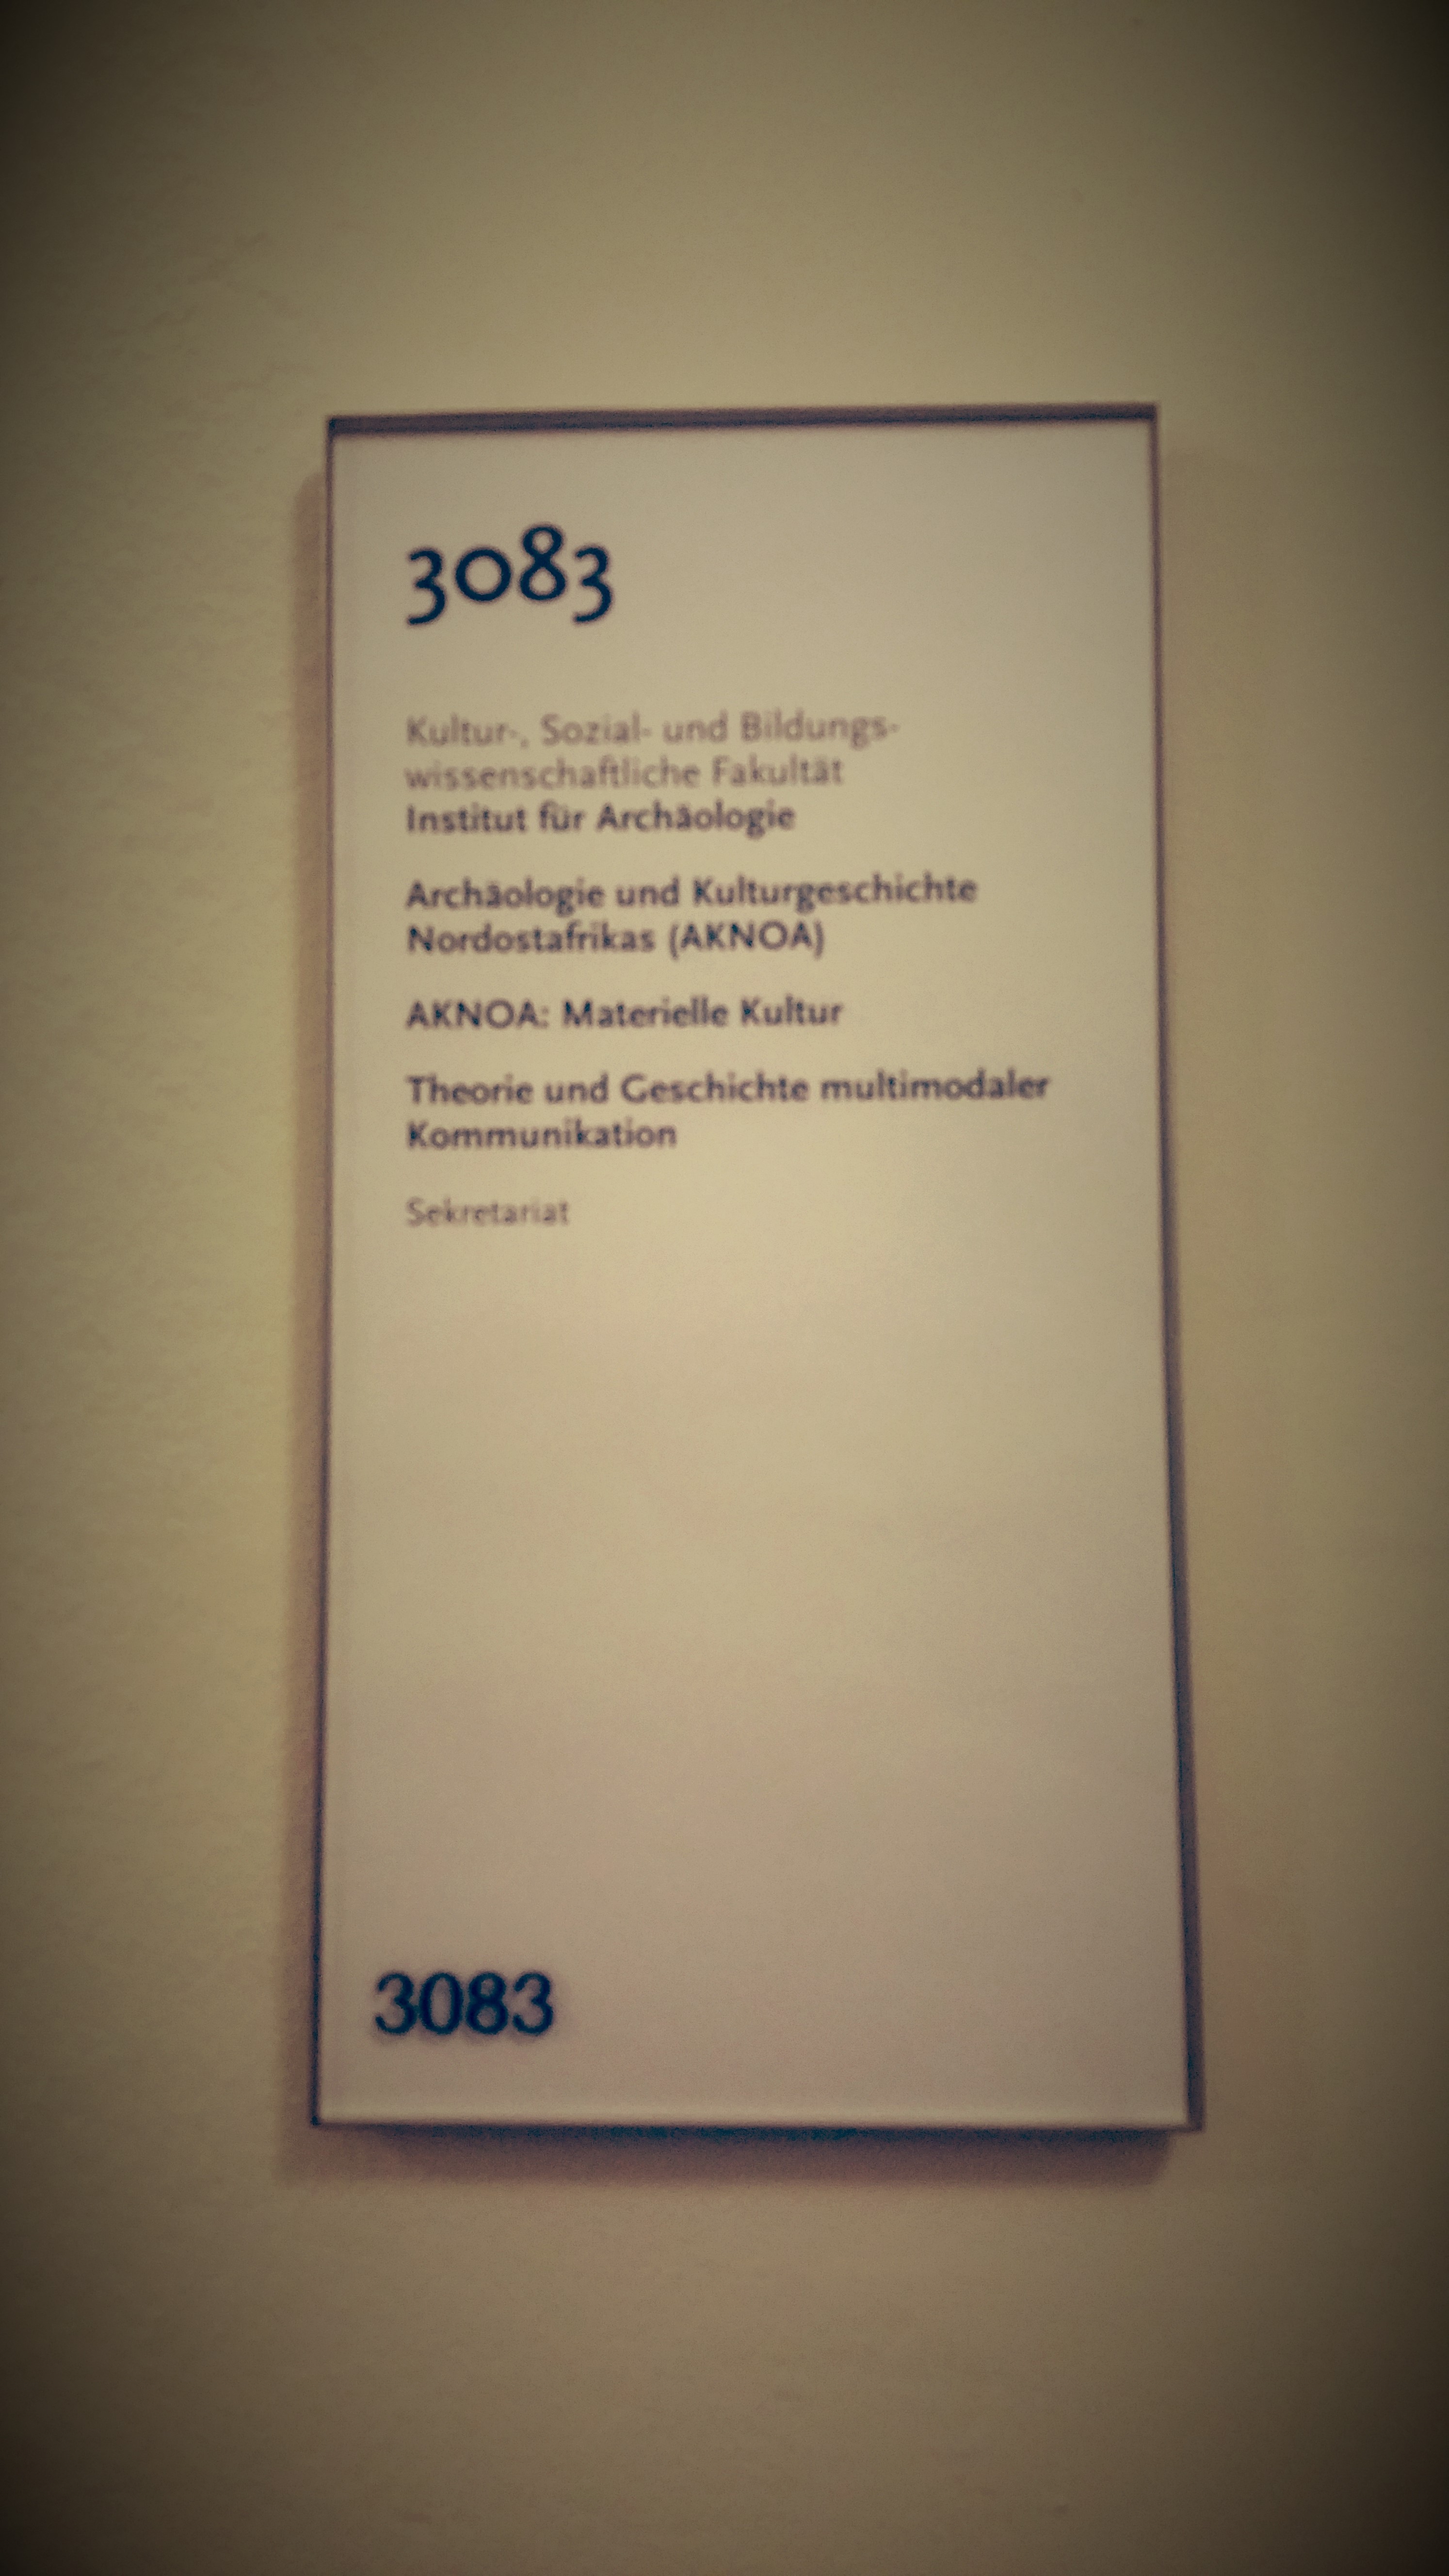 3083
Kultur-, Sozial- und Bildungs-
wissenschaftliche Fakultät
Institut für Archäologie
Archäologie und Kulturgeschichte
Nordostafrikas (AKNOA)
AKNOA: Materielle Kultur
Theorie und Geschichte multimodaler
Kommunikation
Sekretariat
3083